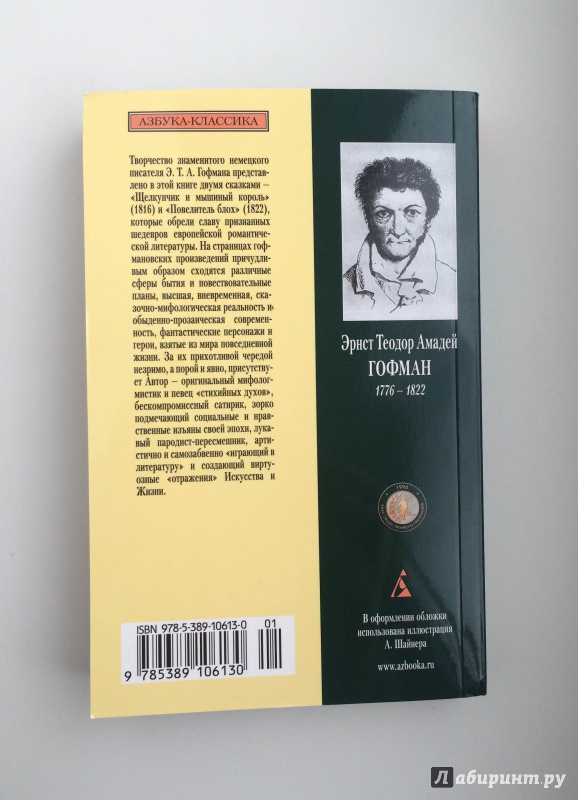 АЗБУКА-КЛАССИКА
Творчество знаменитого немецкого
писателя Э. Т. А. Гофмана представ-
лено в этой книге двумя сказками –
«Щелкунчик и мышиный король»
(1816) и «Повелитель блох» (1822),
которые обрели славу признанных
шедевров европейской романтиче-
ской литературы. На страницах гоф-
мановских произведений причудли-
вым образом сходятся различные
сферы бытия и повествовательные
планы, высшая, вневременная, ска-
зочно-мифологическая реальность и
обыденно-прозаическая современ-
ность, фантастические персонажи и
герои, взятые из мира повседневной
жизни. За их прихотливой чередой
незримо, а порой и явно, присутству-
ет Автор – оригинальный мифолог-
мистик и певец «стихийных духов»,
бескомпромиссный сатирик, зорко
подмечающий социальные и нрав-
ственные изъяны своей эпохи, лука-
вый пародист-пересмешник, арти-
стично и самозабвенно «играющий в
литературу» и создающий вирту-
озные «отражения» Искусства и
Жизни.
ISBN 978-5-389-10613-0 01
9 785389 106130
Эрнст Теодор Амадей
ГОФМАН
1776 – 1822
1990
В оформлении обложки
использована иллюстрация
А. Шайнера
www.azbooka.ru
Лабиринт.ру